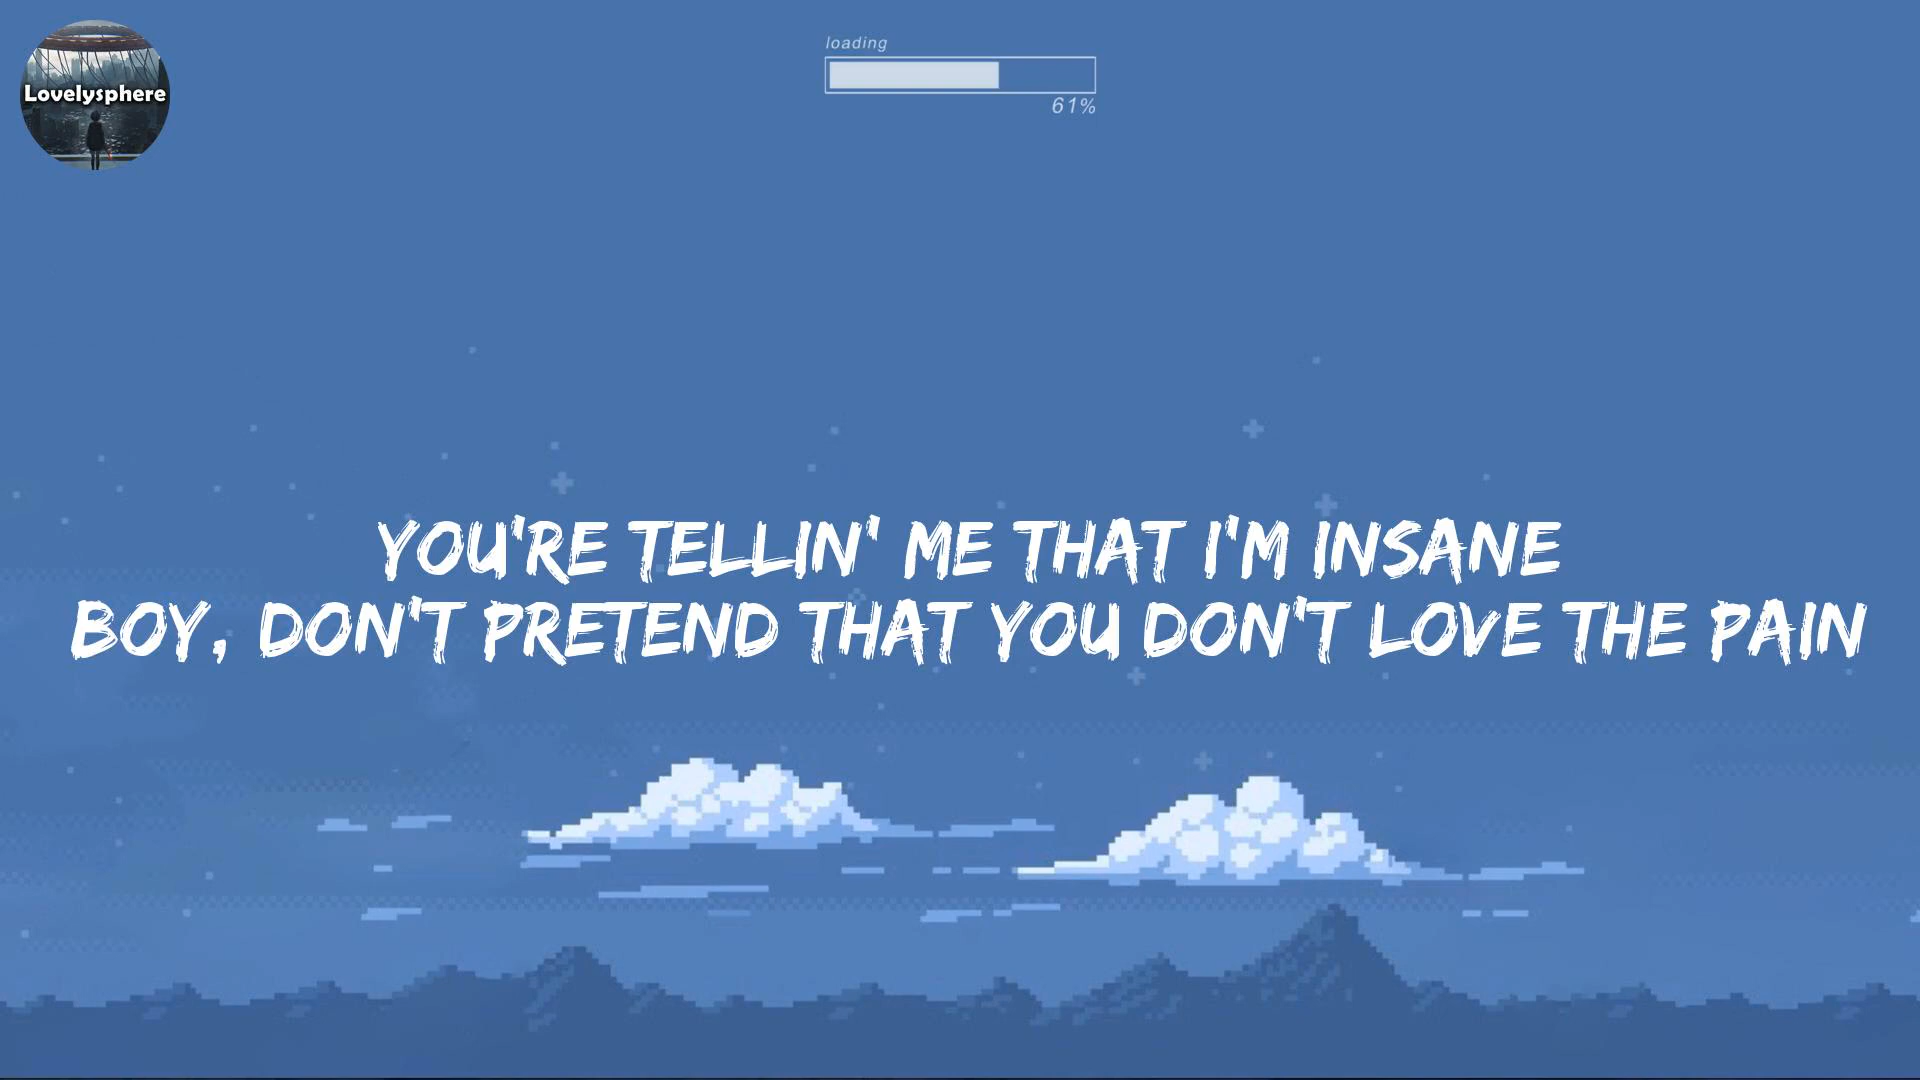 Lovelysphere
loading
61%
YOU'RE TELLIN' ME THAT I'M INSANE
BOY, DON'T PRETEND THAT YOU DON'T LOVE THE PAIN